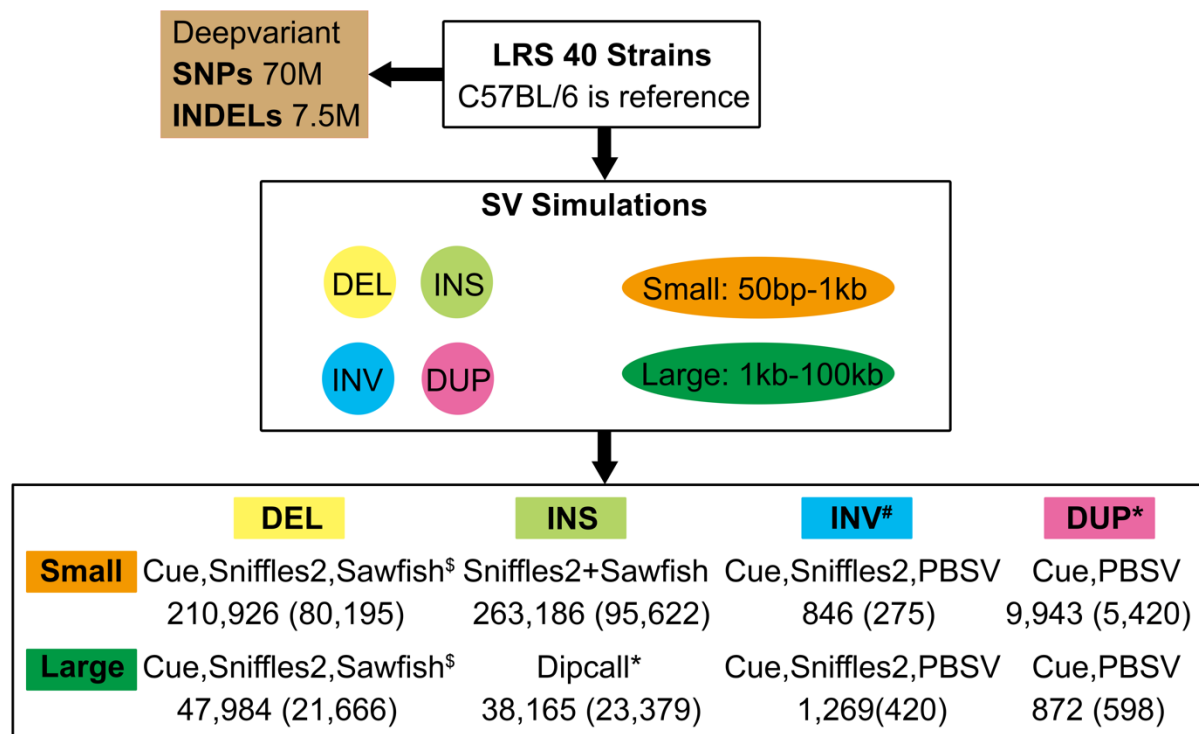 Deepvariant
SNPs 70M
INDELs 7.5M
LRS 40 Strains
C57BL/6 is reference
SV Simulations
DEL INS
Small: 50bp-1kb
INV DUP
Large: 1kb-100kb
DEL INS INV# DUP*
Small Cue,Sniffles2,Sawfish$ Sniffles2+Sawfish Cue,Sniffles2,PBSV Cue,PBSV
210,926 (80,195) 263,186 (95,622) 846 (275) 9,943 (5,420)
Large Cue,Sniffles2,Sawfish$ Dipcall* Cue,Sniffles2,PBSV Cue,PBSV
47,984 (21,666) 38,165 (23,379) 1,269(420) 872 (598)